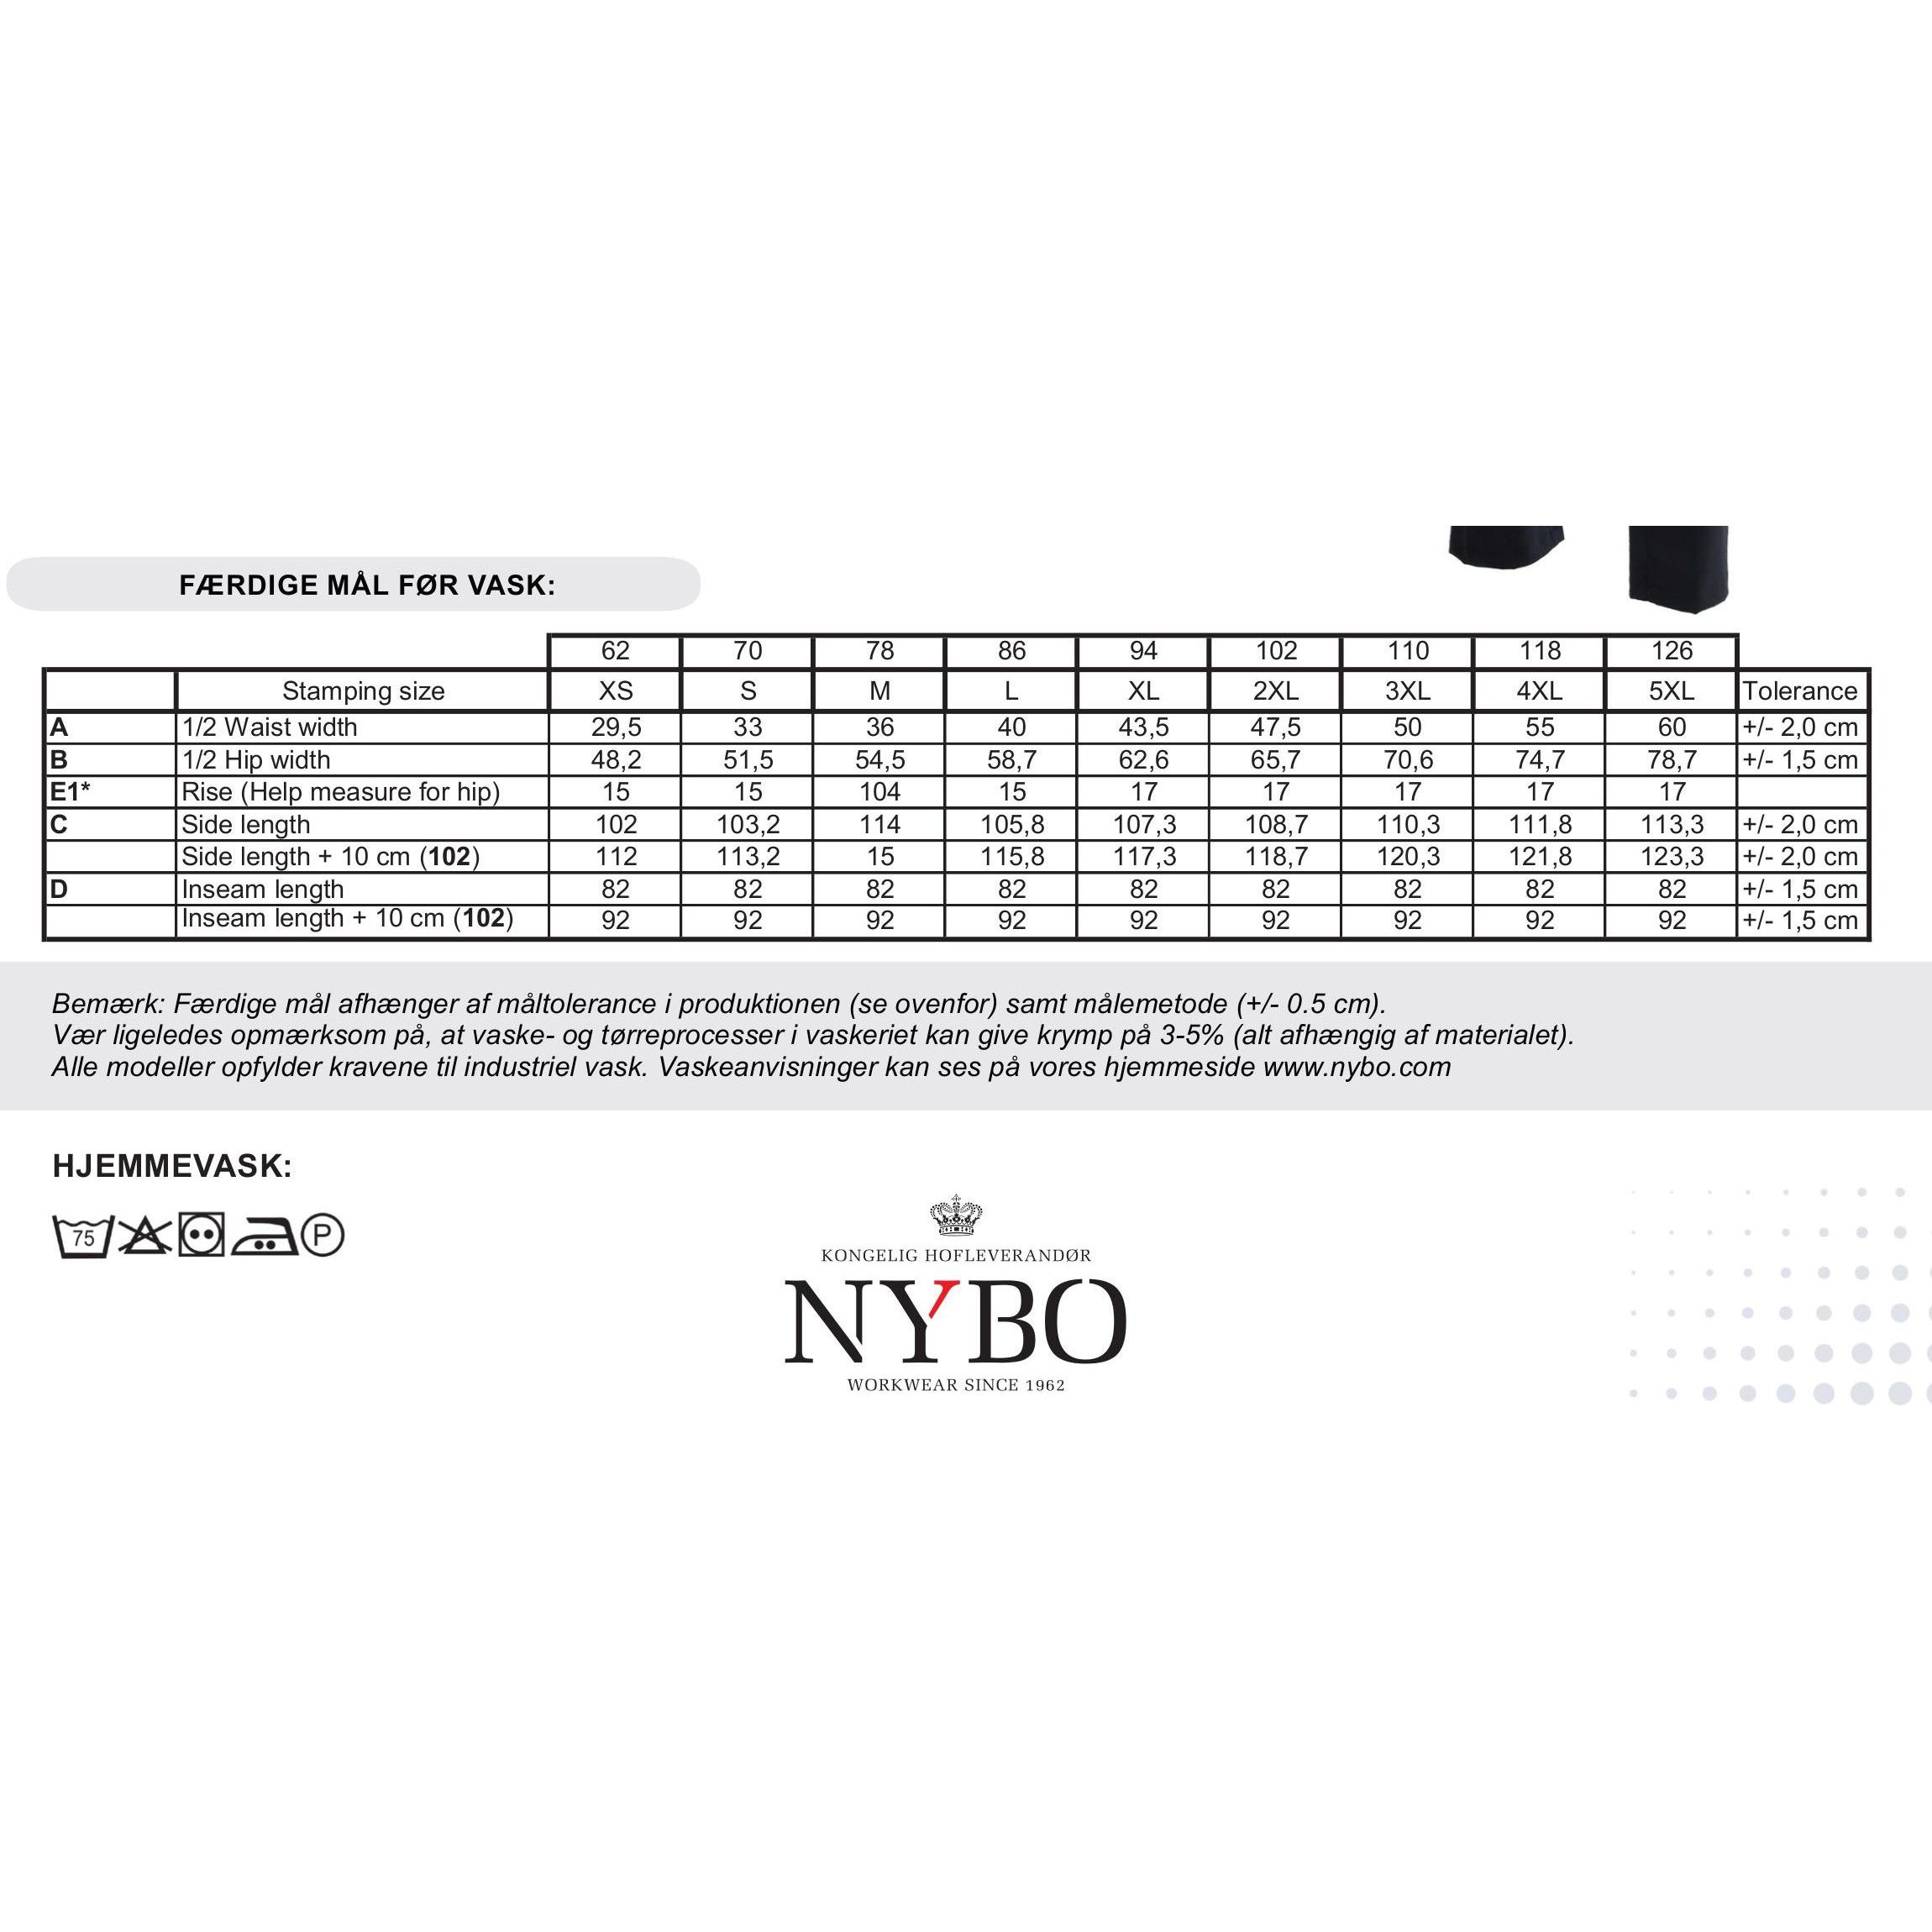 FÆRDIGE MÅL FØR VASK:
62 70 78 86 94 102 110 118 126
Stamping size XS S M L XL 2XL 3XL 4XL 5XL Tolerance
A 1/2 Waist width 29,5 33 36 40 43,5 47,5 50 55 60 +/- 2,0 cm
B 1/2 Hip width 48,2 51,5 54,5 58,7 62,6 65,7 70,6 74,7 78,7 +/- 1,5 cm
E1* Rise (Help measure for hip) 15 15 104 15 17 17 17 17 17
C Side length 102 103,2 114 105,8 107,3 108,7 110,3 111,8 113,3 +/- 2,0 cm
Side length + 10 cm (102) 112 113,2 15 115,8 117,3 118,7 120,3 121,8 123,3 +/- 2,0 cm
D Inseam length 82 82 82 82 82 82 82 82 82 +/- 1,5 cm
Inseam length + 10 cm (102) 92 92 92 92 92 92 92 92 92 +/- 1,5 cm
Bemærk: Færdige mål afhænger af måltolerance i produktionen (se ovenfor) samt målemetode (+/- 0.5 cm).
Vær ligeledes opmærksom på, at vaske- og tørreprocesser i vaskeriet kan give krymp på 3-5% (alt afhængig af materialet).
Alle modeller opfylder kravene til industriel vask. Vaskeanvisninger kan ses på vores hjemmeside www.nybo.com
HJEMMEVASK:
75 P
KONGELIG HOFLEVERANDØR
NYBO
WORKWEAR SINCE 1962